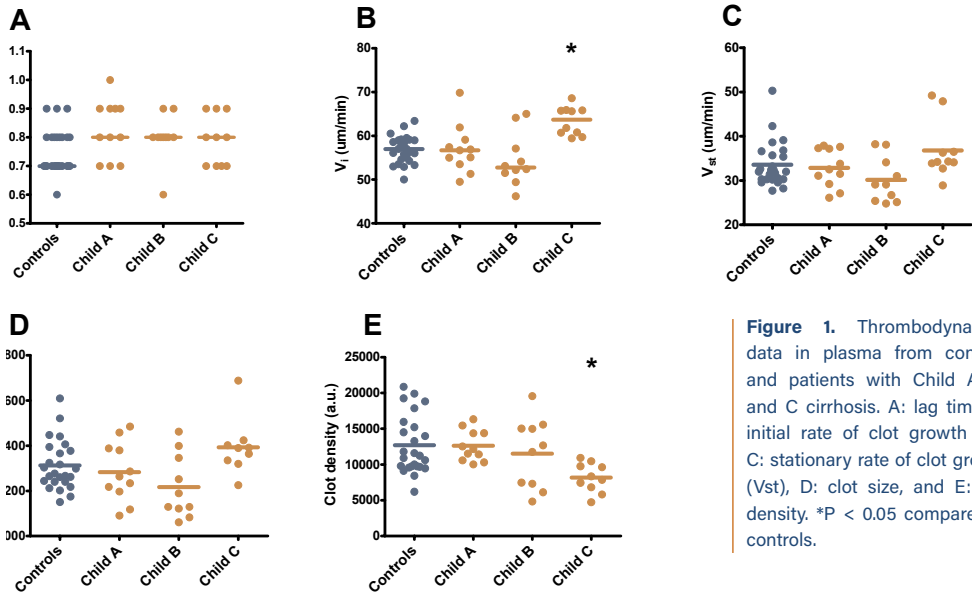 A
1.1
1.0
0.9
0.8
0.7
0.6
0.5
Controls
Child A
Child B
Child C
B
Vi (um/min)
80
60
40
*
Controls
Child A
Child B
Child C
C
Vst (um/min)
60
50
40
30
20
Controls
Child A
Child B
Child C
D
800
600
400
200
000
Controls
Child A
Child B
Child C
E
Clot density (a.u.)
25000
20000
15000
10000
5000
0
*
Controls
Child A
Child B
Child C
Figure 1. Thrombodyna
data in plasma from con
and patients with Child A
and C cirrhosis. A: lag tim
initial rate of clot growth
C: stationary rate of clot gro
(Vst), D: clot size, and E:
density. *P < 0.05 compare
controls.